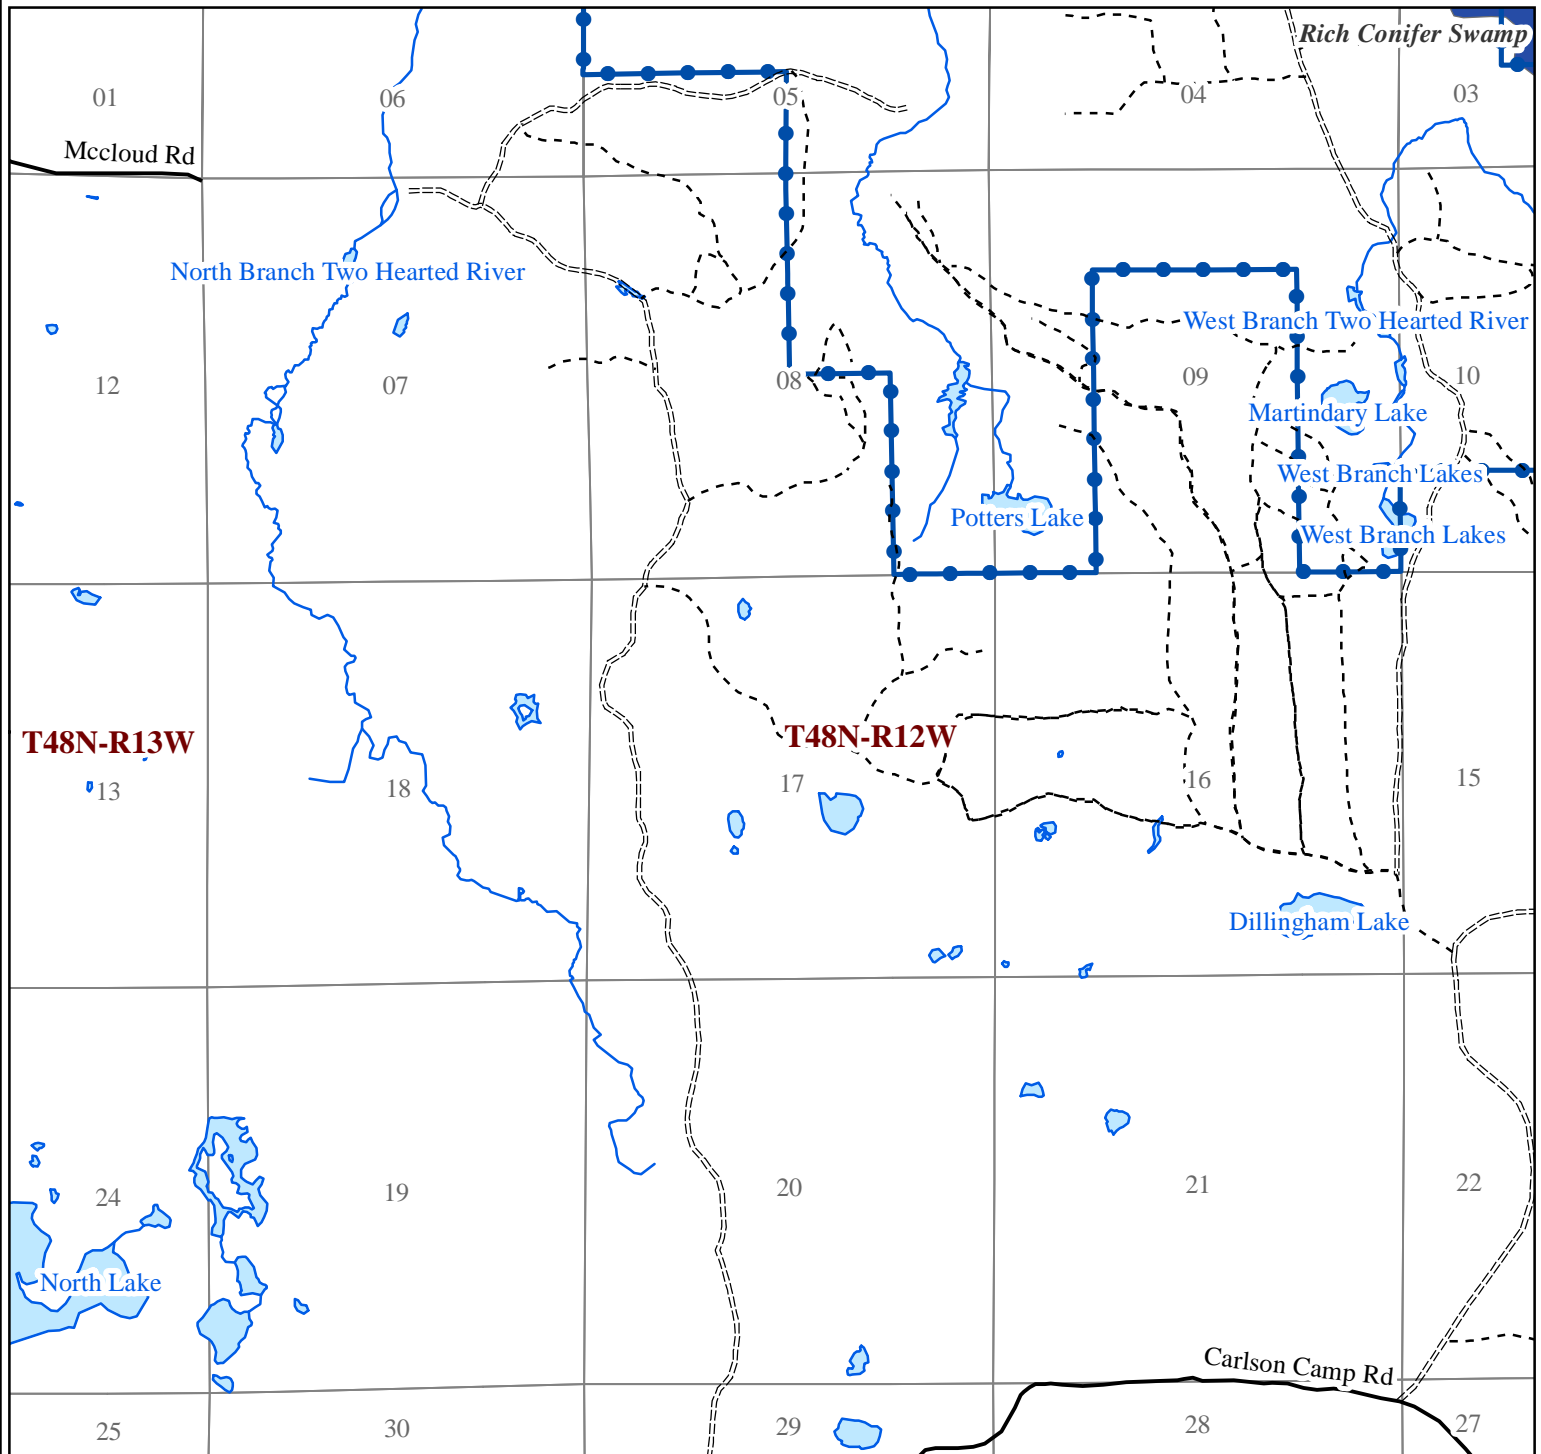 Rich Conifer Swamp
01
06
05
04
03
Mccloud Rd
North Branch Two Hearted River
West Branch Two Hearted River
12
07
08
09
10
Martindary Lake
West Branch Lakes
Potters Lake
West Branch Lakes
T48N-R13W
T48N-R12W
13
18
17
16
15
Dillingham Lake
24
19
20
21
22
North Lake
Carlson Camp Rd
25
30
29
28
27